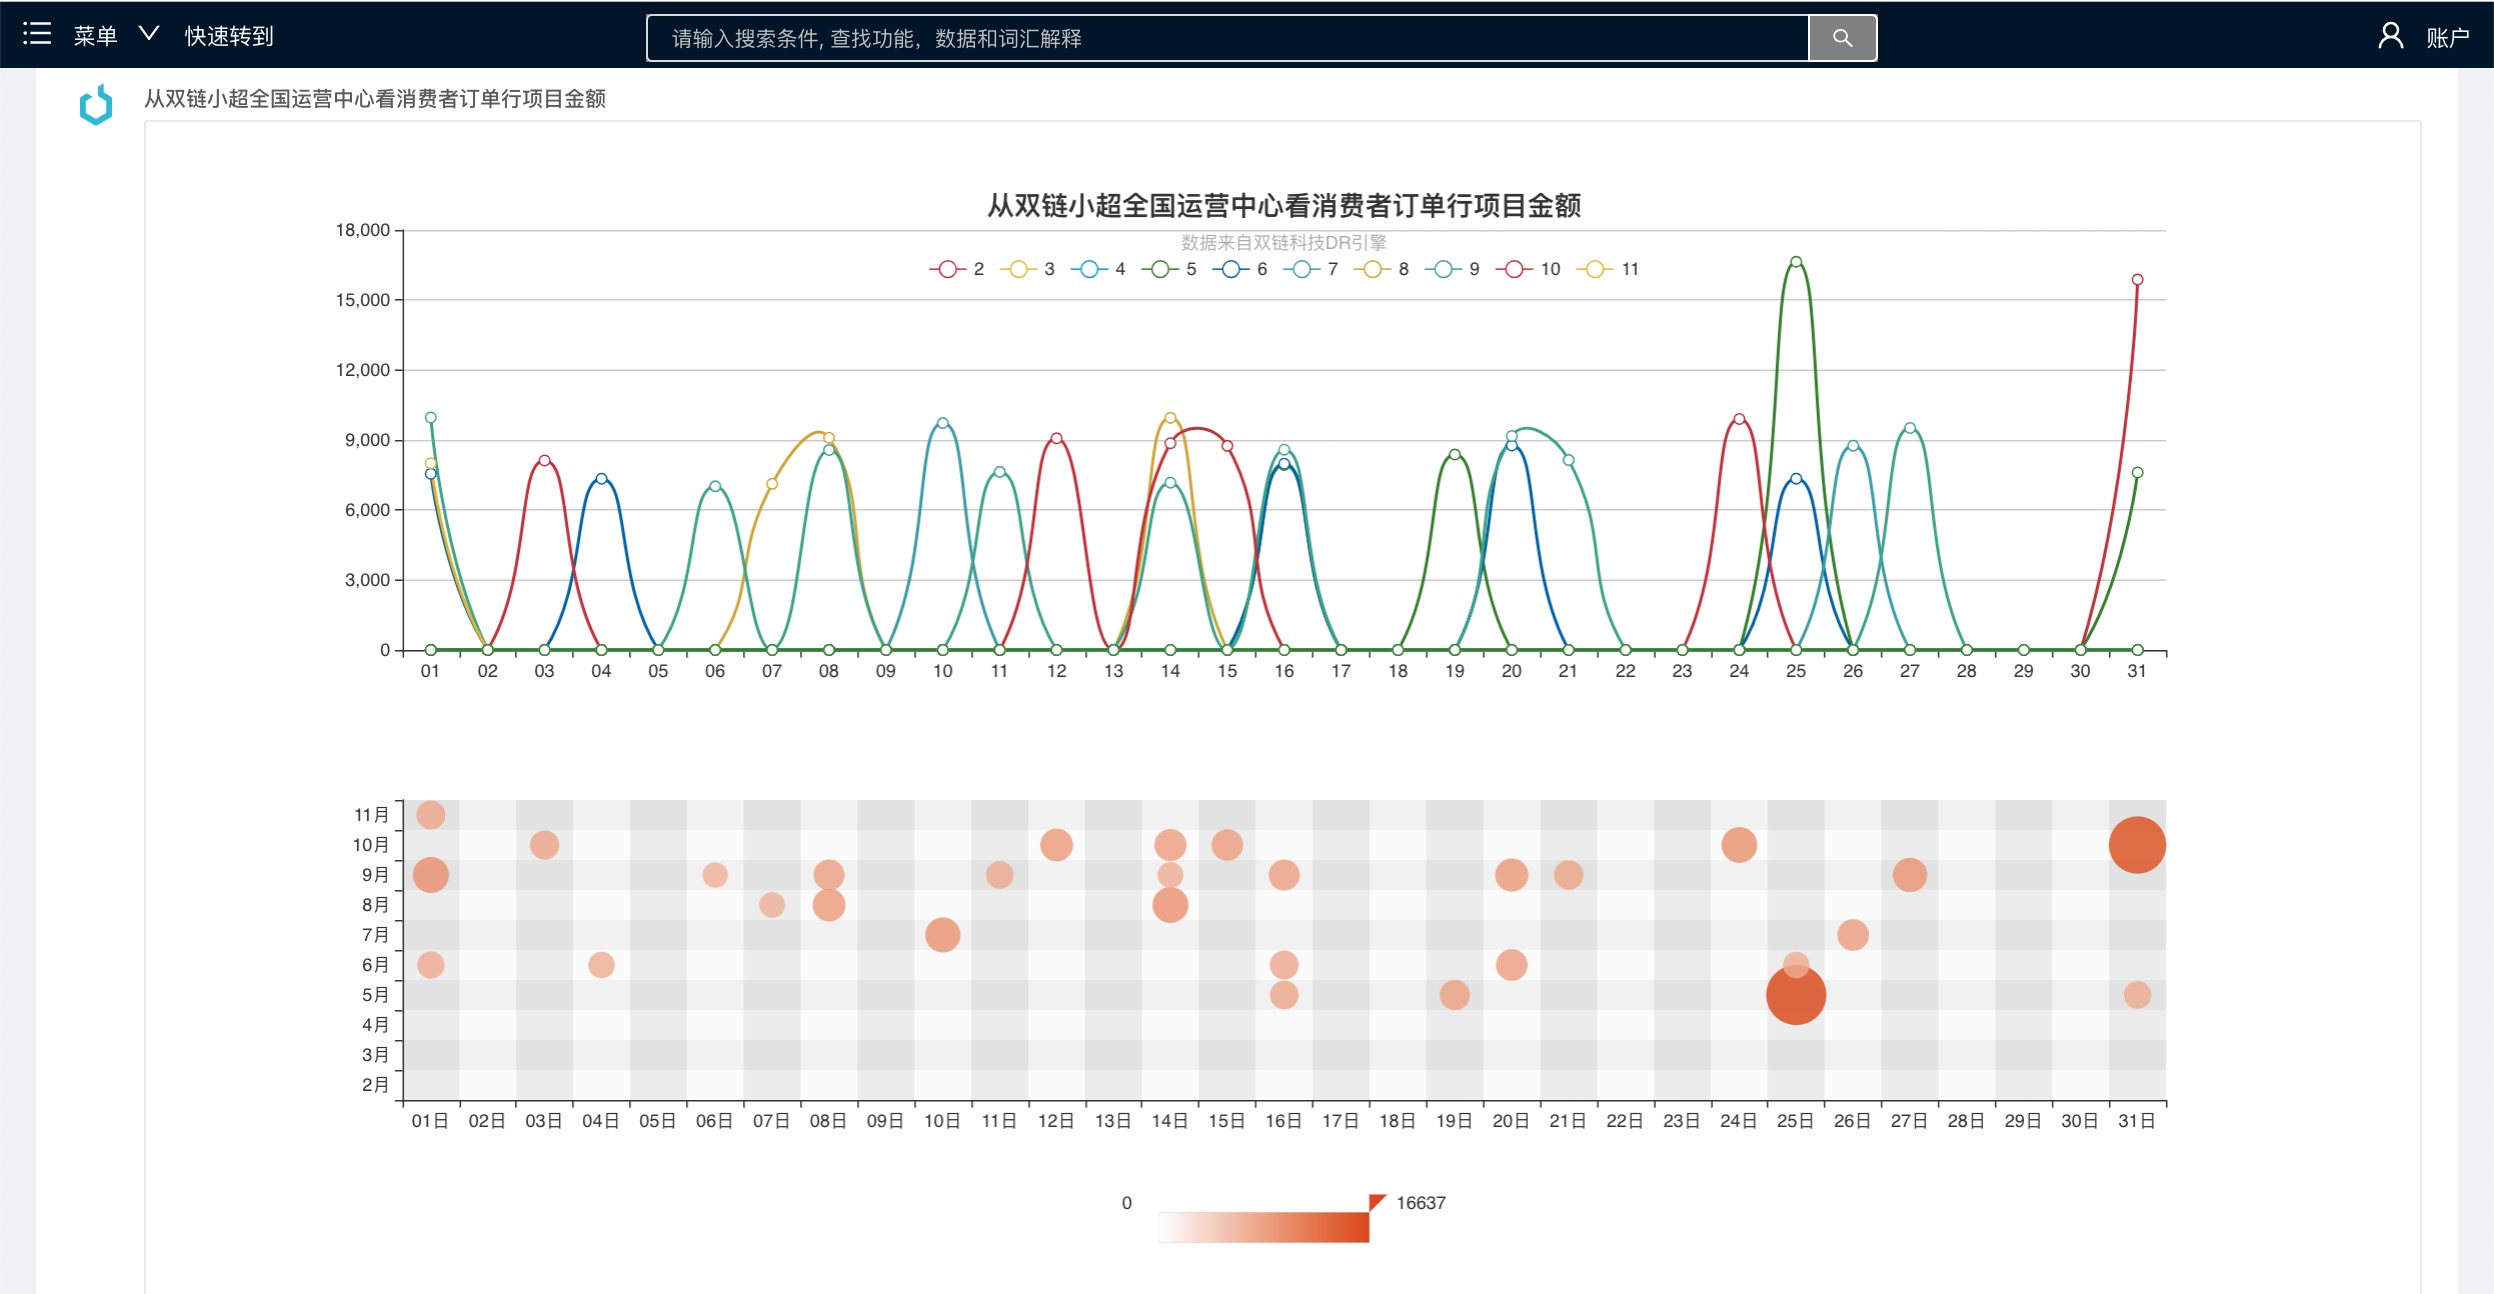 菜单 快速转到 请输入搜索条件, 查找功能，数据和词汇解释 账户
从双链小超全国运营中心看消费者订单行项目金额
从双链小超全国运营中心看消费者订单行项目金额
数据来自双链科技DR引擎
2 3 4 5 6 7 8 9 10 11
18,000
15,000
12,000
9,000
6,000
3,000
0
01 02 03 04 05 06 07 08 09 10 11 12 13 14 15 16 17 18 19 20 21 22 23 24 25 26 27 28 29 30 31
11月
10月
9月
8月
7月
6月
5月
4月
3月
2月
01日 02日 03日 04日 05日 06日 07日 08日 09日 10日 11日 12日 13日 14日 15日 16日 17日 18日 19日 20日 21日 22日 23日 24日 25日 26日 27日 28日 29日 30日 31日
0 16637